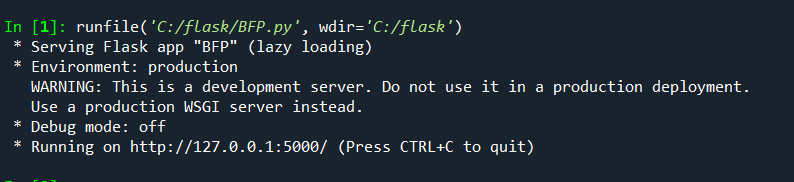 In [1]: runfile('C:/flask/BFP.py', wdir='C:/flask')
 * Serving Flask app "BFP" (lazy loading)
 * Environment: production
   WARNING: This is a development server. Do not use it in a production deployment.
   Use a production WSGI server instead.
 * Debug mode: off
 * Running on http://127.0.0.1:5000/ (Press CTRL+C to quit)